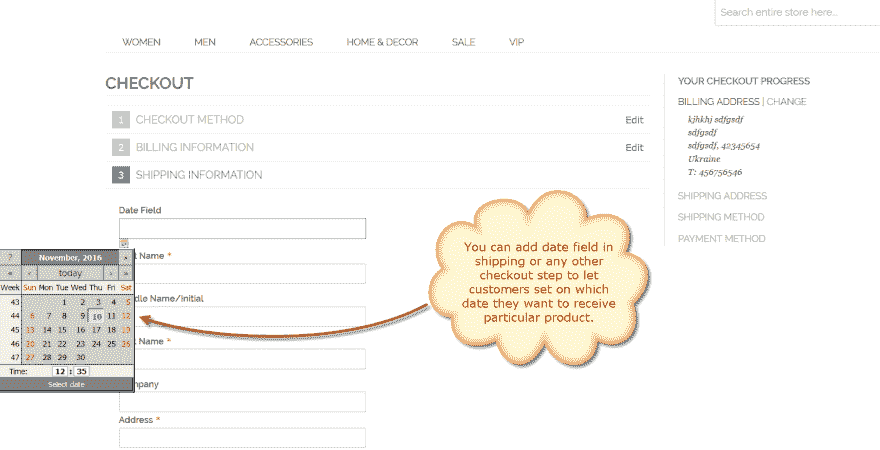 Search entire store here...
WOMEN MEN ACCESSORIES HOME & DECOR SALE VIP
CHECKOUT
1 CHECKOUT METHOD Edit
2 BILLING INFORMATION Edit
3 SHIPPING INFORMATION
YOUR CHECKOUT PROGRESS
BILLING ADDRESS | CHANGE
kjhkhj sdfgsdf
sdfgsdf
sdfgsdf, 42345654
Ukraine
T: 456756546
SHIPPING ADDRESS
SHIPPING METHOD
PAYMENT METHOD
Date Field
Name *
Name/Initial
Name *
Address *
? November, 2016 ×
« ‹ today › »
Week Sun Mon Tue Wed Thu Fri Sat
43 1 2 3 4 5
44 6 7 8 9 10 11 12
45 13 14 15 16 17 18 19
46 20 21 22 23 24 25 26
47 27 28 29 30
Time: 12 : 35
Select date
You can add date field in
shipping or any other
checkout step to let
customers set on which
date they want to receive
particular product.